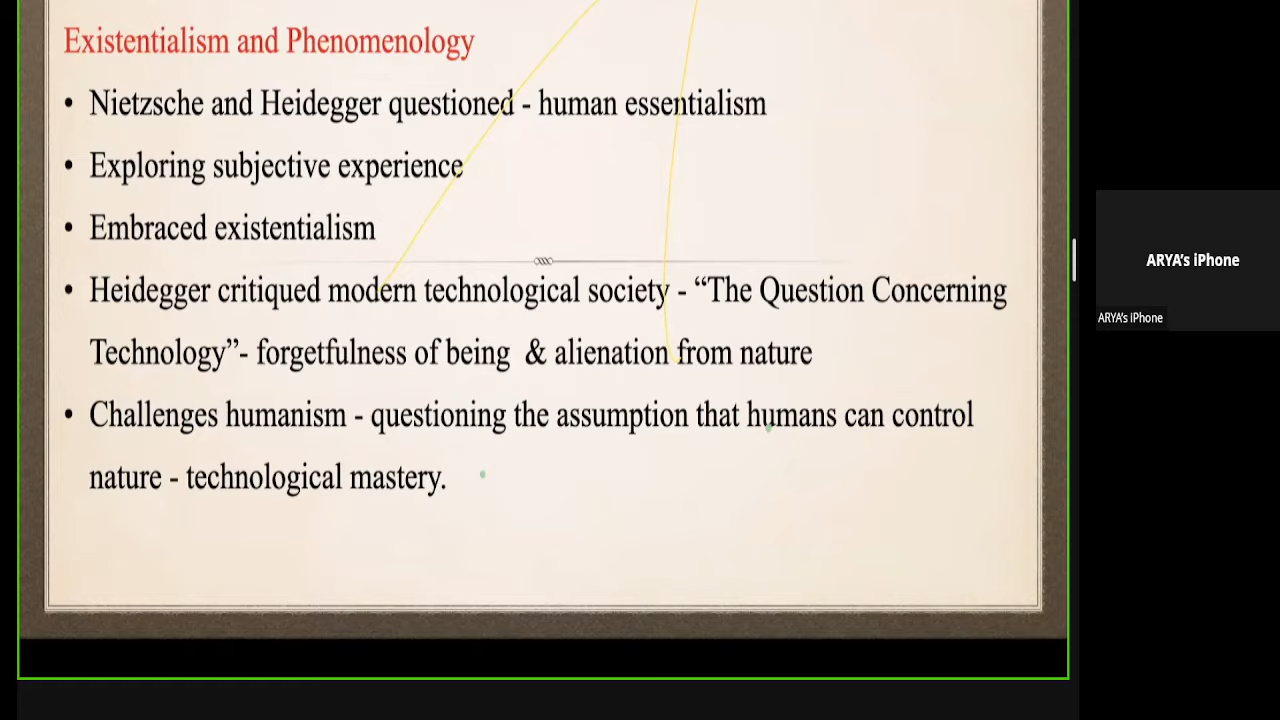 Existentialism and Phenomenology
• Nietzsche and Heidegger questioned - human essentialism
• Exploring subjective experience
• Embraced existentialism
• Heidegger critiqued modern technological society - “The Question Concerning
Technology”- forgetfulness of being & alienation from nature
• Challenges humanism - questioning the assumption that humans can control
nature - technological mastery.
ARYA's iPhone
ARYA's iPhone